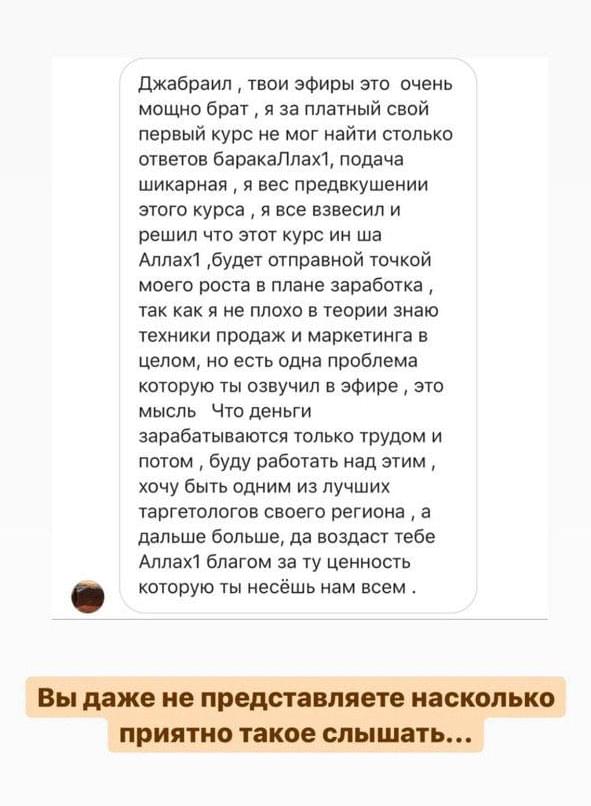 Джабраил , твои эфиры это  очень
мощно брат , я за платный свой
первый курс не мог найти столько
ответов баракаЛлах1, подача
шикарная , я вес предвкушении
этого курса , я все взвесил и
решил что этот курс ин ша
Аллах1 ,будет отправной точкой
моего роста в плане заработка ,
так как я не плохо в теории знаю
техники продаж и маркетинга в
целом, но есть одна проблема
которую ты озвучил в эфире , это
мысль   Что деньги
зарабатываются только трудом и
потом , буду работать над этим ,
хочу быть одним из лучших
таргетологов своего региона , а
дальше больше, да воздаст тебе
Аллах1 благом за ту ценность
которую ты несёшь нам всем .
Вы даже не представляете насколько
приятно такое слышать...